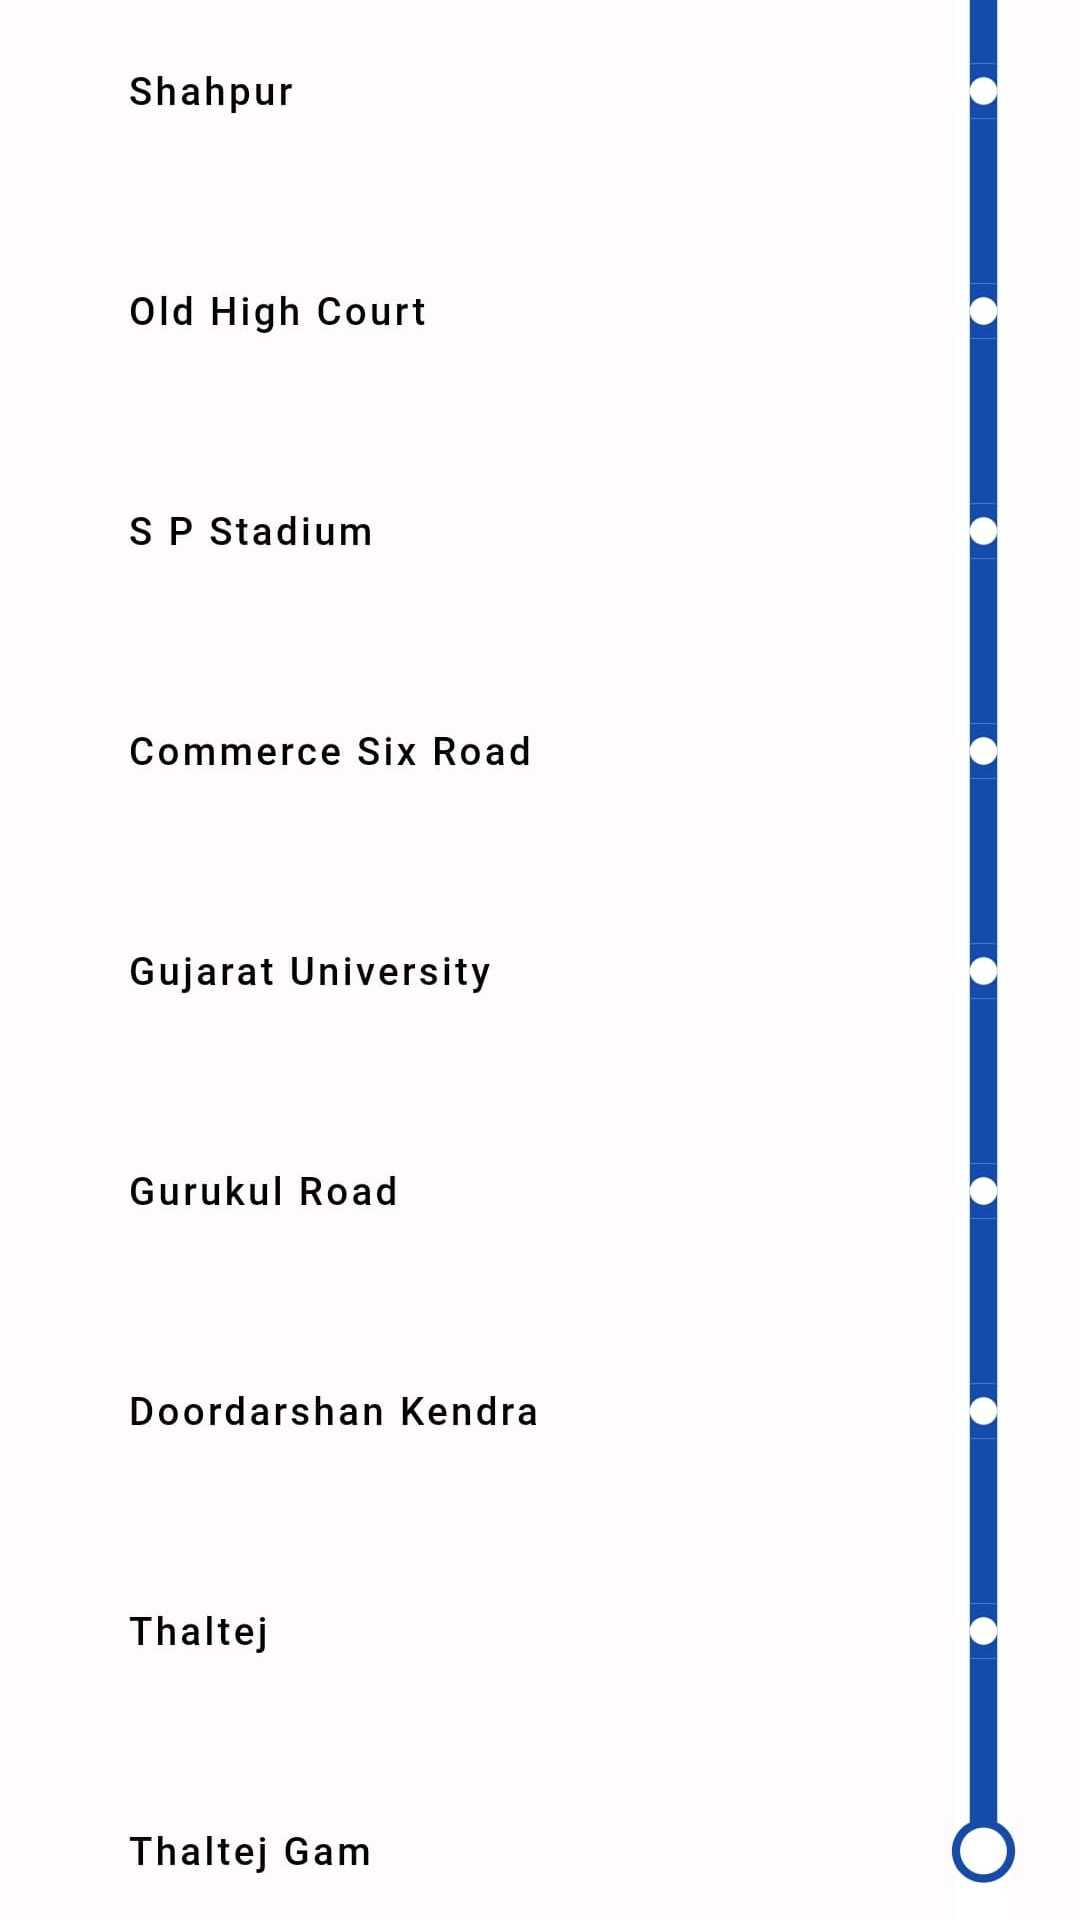 Shahpur
Old High Court
S P Stadium
Commerce Six Road
Gujarat University
Gurukul Road
Doordarshan Kendra
Thaltej
Thaltej Gam